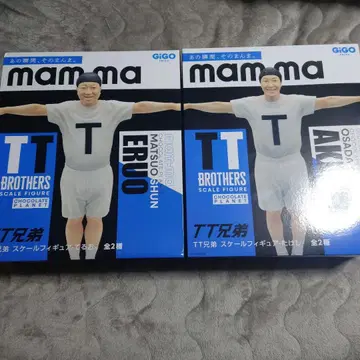 GiGO
あの瞬間、そのまんま。
mamma
T
TT
BROTHERS
SCALE FIGURE
CHOCOLATE
PLANET
MATSUO SHUN
ERUO
TT兄弟
TT兄弟 スケールフィギュア-てるお- 全2種
GiGO
あの瞬間、そのまんま。
mamma
T
TT
BROTHERS
SCALE FIGURE
CHOCOLATE
PLANET
OSADA
AK
TT兄弟
TT兄弟 スケールフィギュア-たけし- 全2種